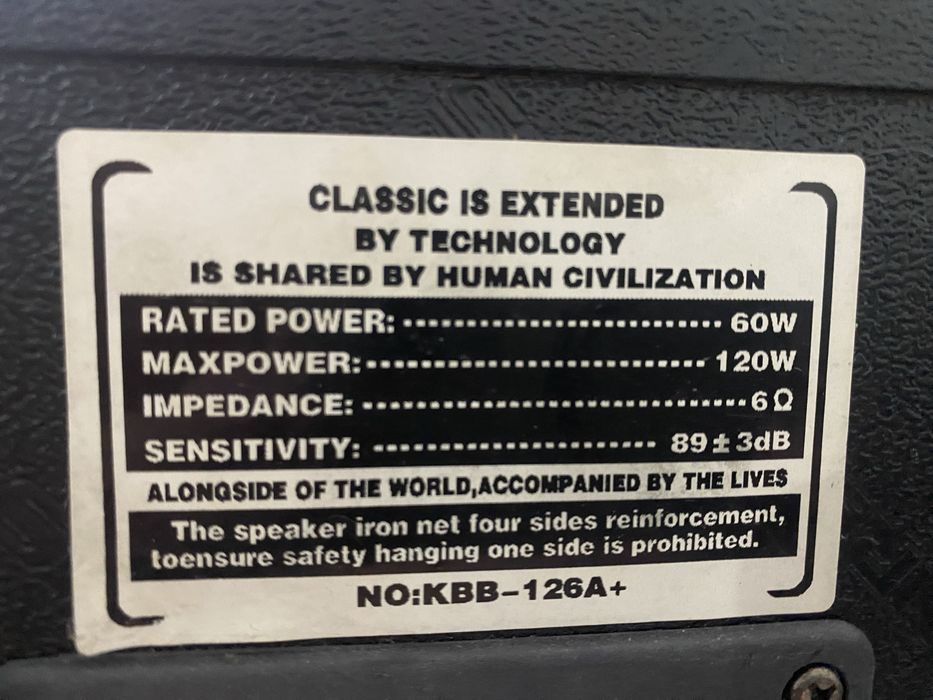 CLASSIC IS EXTENDED
BY TECHNOLOGY
IS SHARED BY HUMAN CIVILIZATION
RATED POWER: 60W
MAXPOWER: 120W
IMPEDANCE: 6Ω
SENSITIVITY: 89±3dB
ALONGSIDE OF THE WORLD,ACCOMPANIED BY THE LIVES
The speaker iron net four sides reinforcement,
toensure safety hanging one side is prohibited.
NO:KBB-126A+